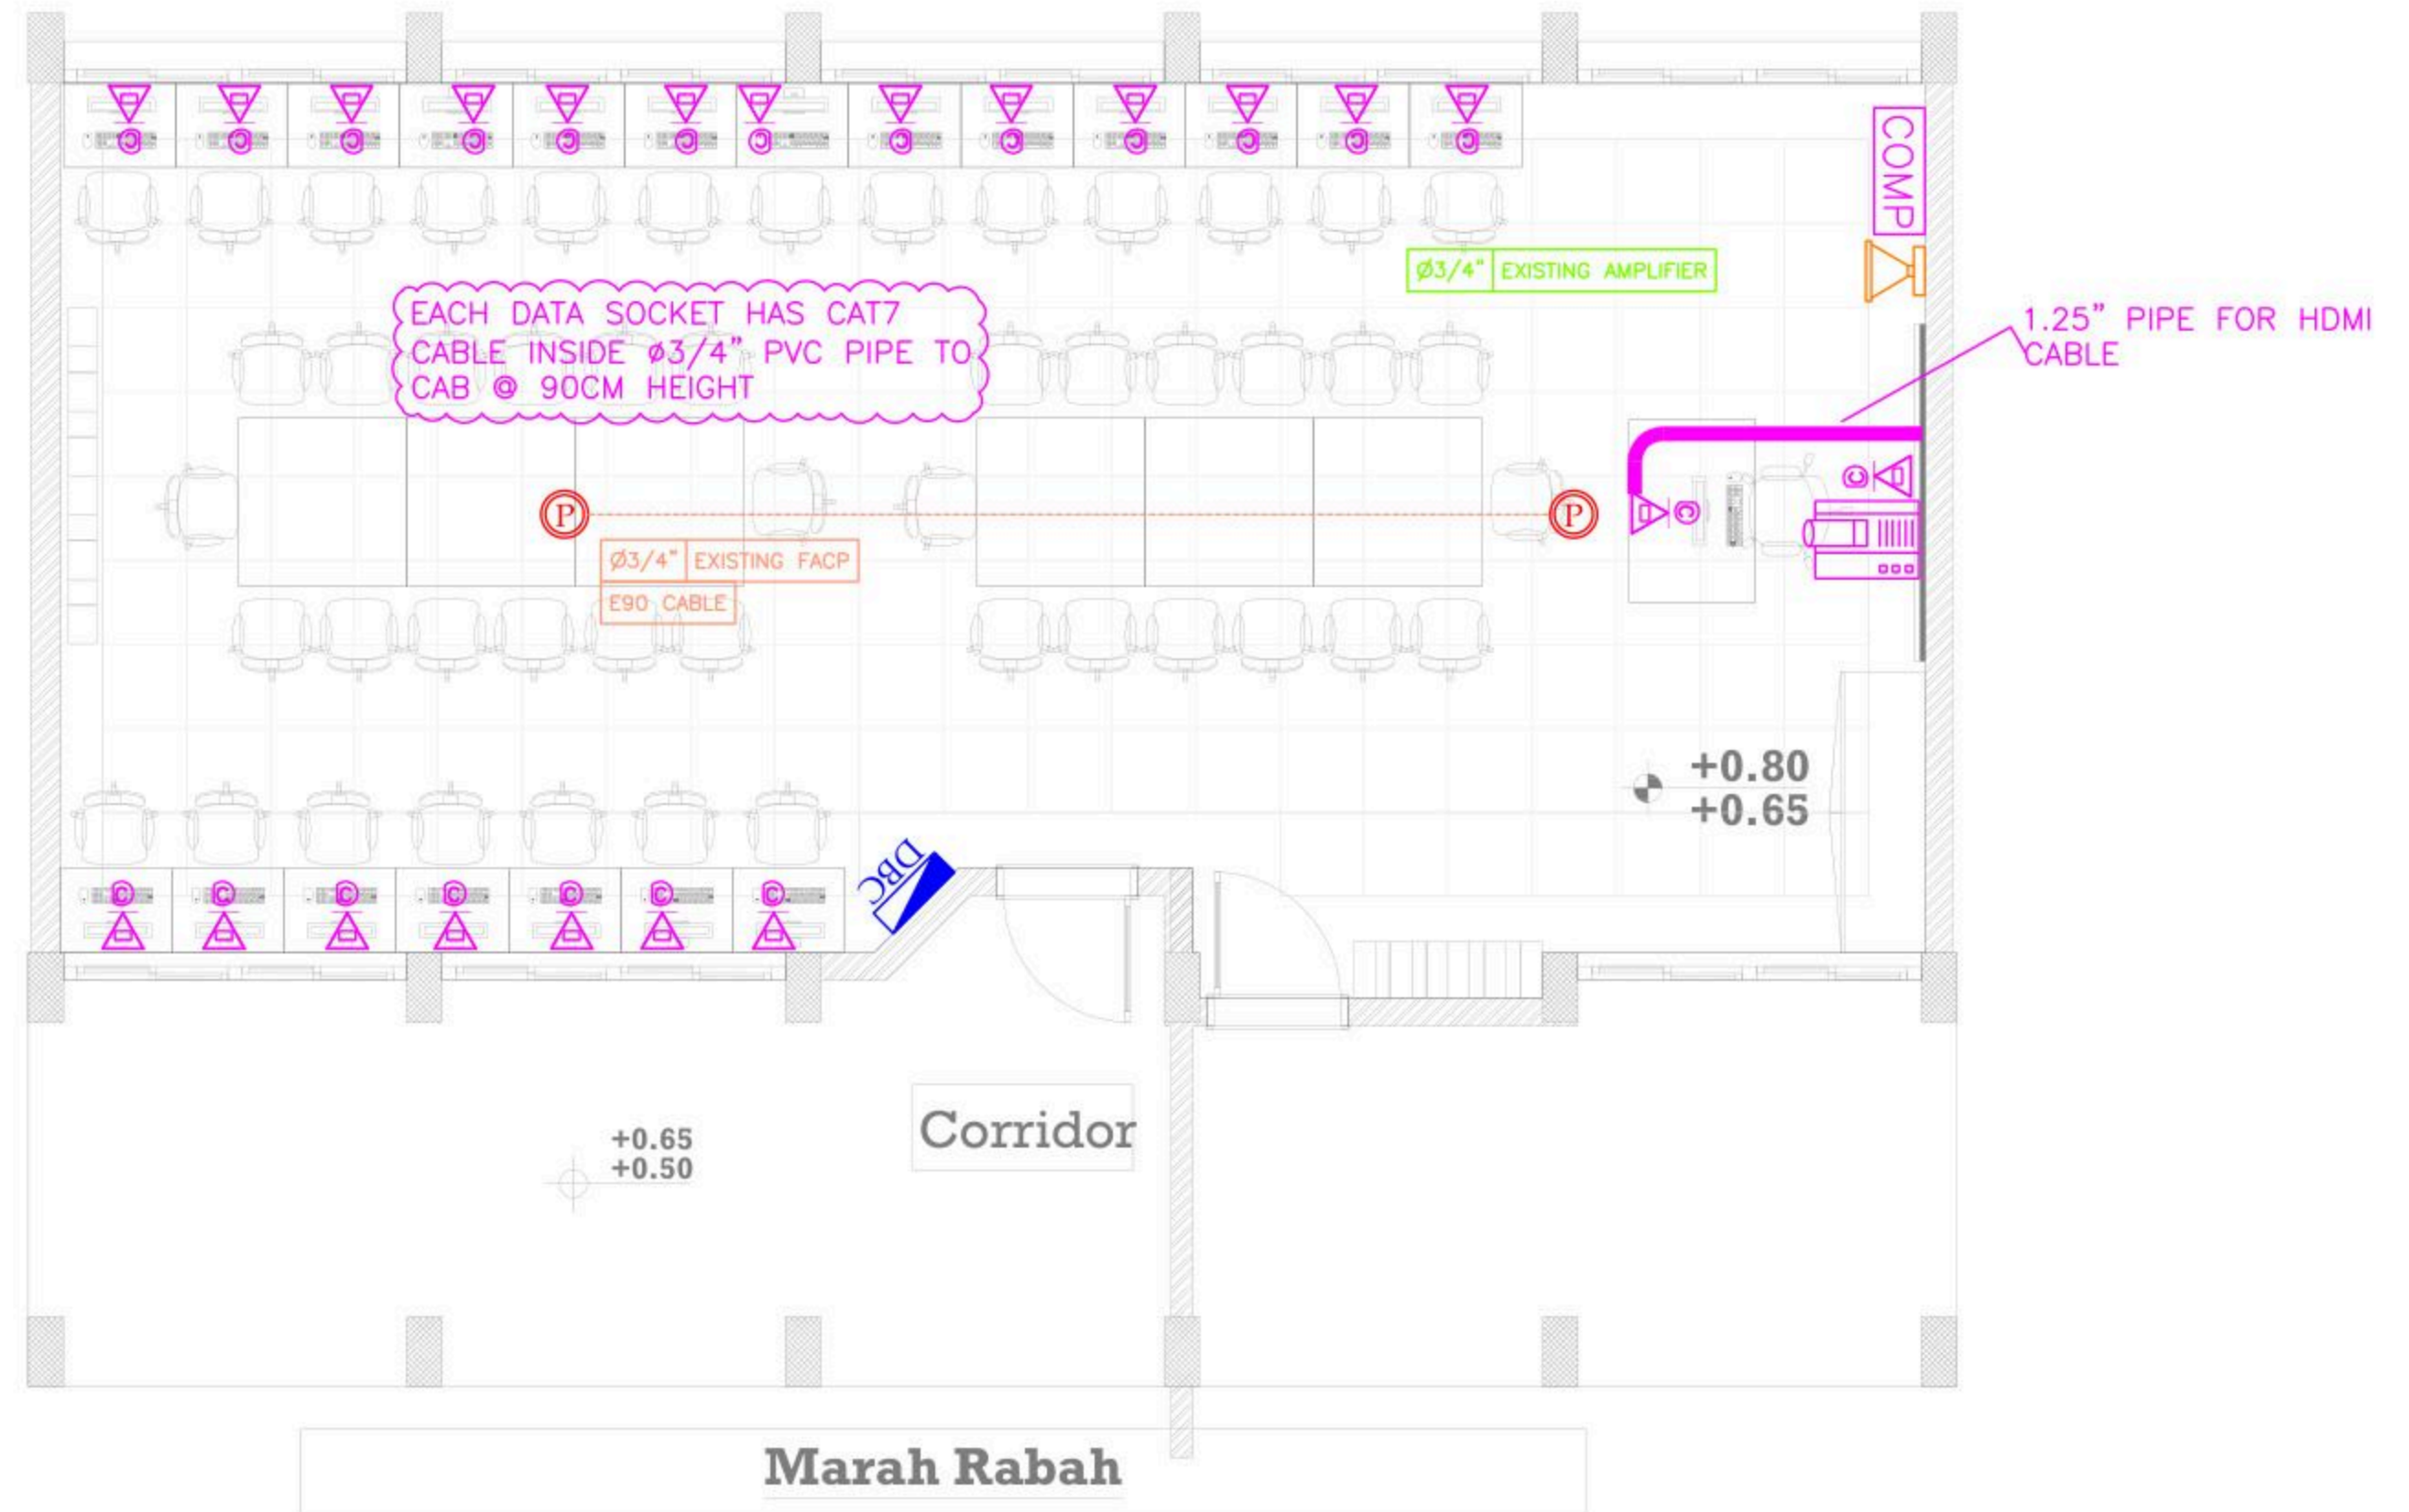 C C C C C C C C C C C C C
COMP
Ø3/4" EXISTING AMPLIFIER
EACH DATA SOCKET HAS CAT7
CABLE INSIDE ø3/4" PVC PIPE TO
CAB @ 90CM HEIGHT
1.25" PIPE FOR HDMI
CABLE
C
C
P
P
Ø3/4" EXISTING FACP
E90 CABLE
+0.80
+0.65
DBC
C C C C C C C
Corridor
+0.65
+0.50
Marah Rabah